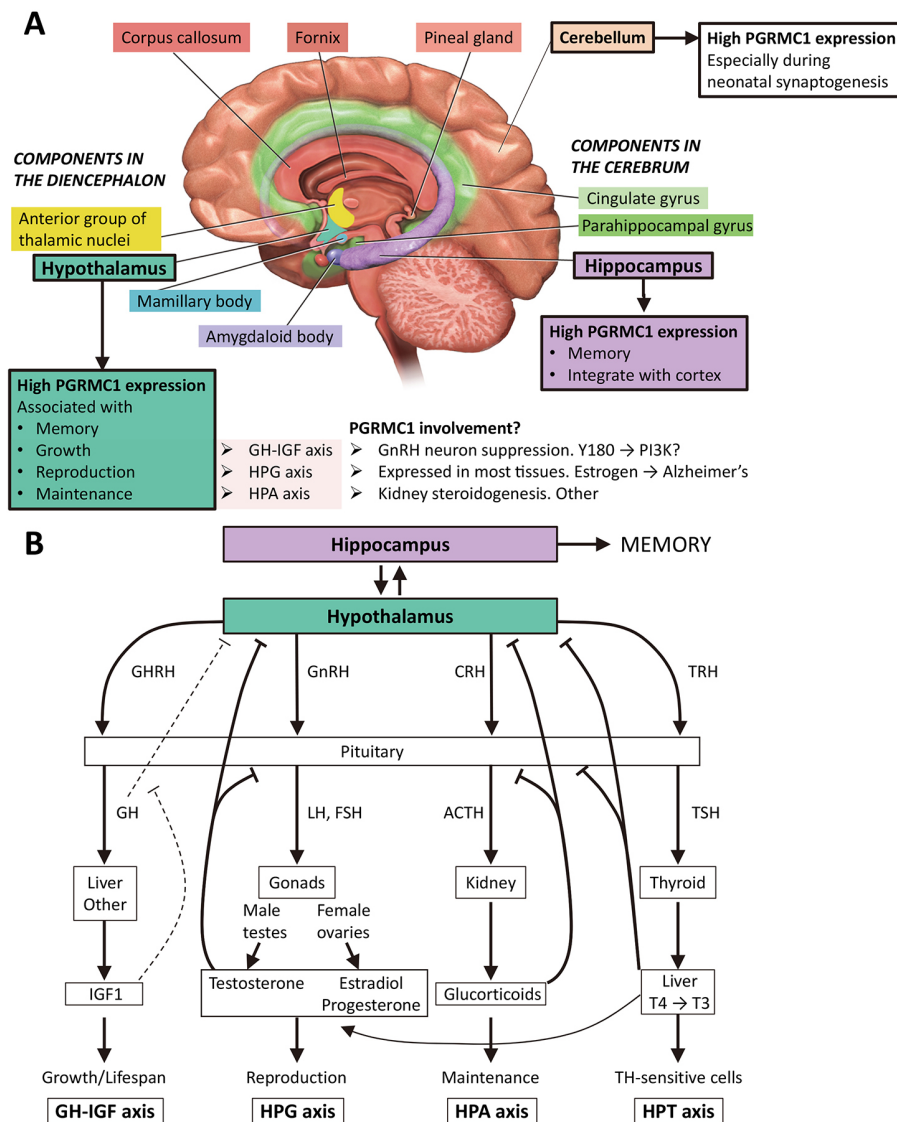 A
Corpus callosum
Fornix
Pineal gland
Cerebellum
High PGRMC1 expression
Especially during
neonatal synaptogenesis
COMPONENTS IN
THE DIENCEPHALON
COMPONENTS IN
THE CEREBRUM
Cingulate gyrus
Anterior group of
thalamic nuclei
Parahippocampal gyrus
Hypothalamus
Hippocampus
Mamillary body
Amygdaloid body
High PGRMC1 expression
• Memory
• Integrate with cortex
High PGRMC1 expression
Associated with
• Memory
• Growth
• Reproduction
• Maintenance
➢ GH-IGF axis
➢ HPG axis
➢ HPA axis
PGRMC1 involvement?
➢ GnRH neuron suppression. Y180 → PI3K?
➢ Expressed in most tissues. Estrogen → Alzheimer’s
➢ Kidney steroidogenesis. Other
B
Hippocampus
MEMORY
Hypothalamus
GHRH
GnRH
CRH
TRH
Pituitary
GH
LH, FSH
ACTH
TSH
Liver
Other
Gonads
Kidney
Thyroid
Male
testes
Female
ovaries
IGF1
Testosterone
Estradiol
Progesterone
Glucorticoids
Liver
T4 → T3
Growth/Lifespan
Reproduction
Maintenance
TH-sensitive cells
GH-IGF axis
HPG axis
HPA axis
HPT axis